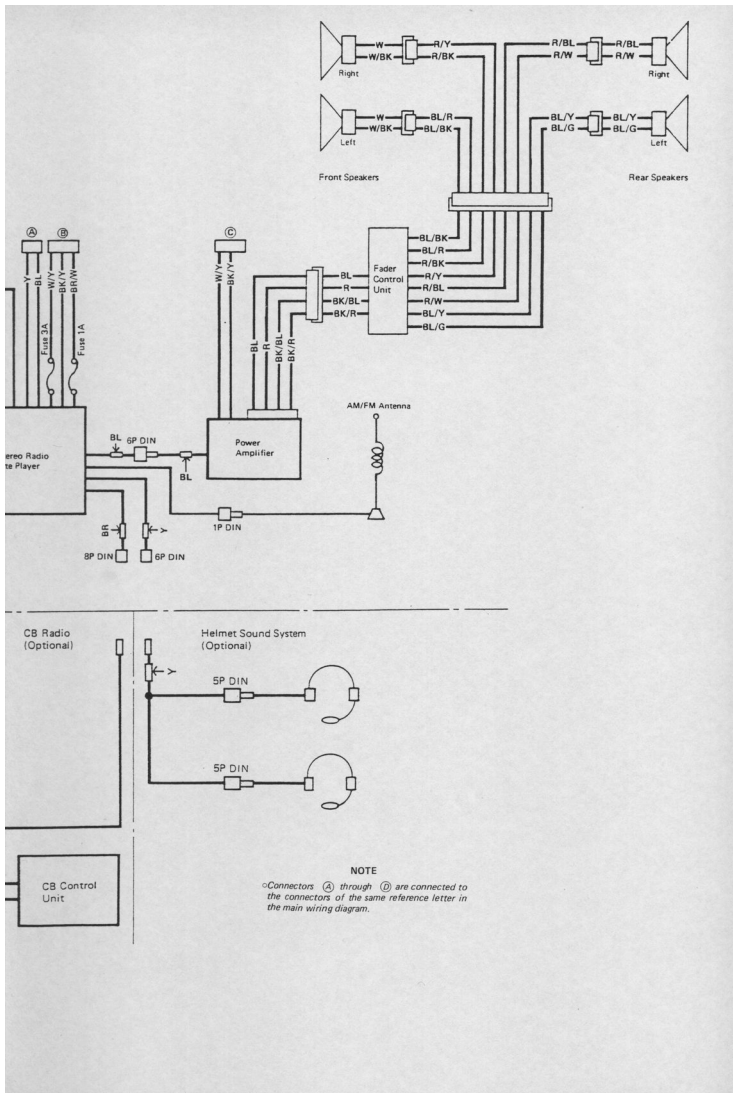 W R/Y
W/BK R/BK
Right
R/BL R/BL
R/W R/W
Right
W BL/R
W/BK BL/BK
Left
BL/Y BL/Y
BL/G BL/G
Left
Front Speakers
Rear Speakers
A B C
Y BL W/Y BK/Y BR/W
Fuse 3A
Fuse 1A
W/Y BK/Y
BL
R
BK/BL
BK/R
Fader
Control
Unit
BL/BK
BL/R
R/BK
R/Y
R/BL
R/W
BL/Y
BL/G
BL
R
BK/BL
BK/R
AM/FM Antenna
ereo Radio
te Player
BL 6P DIN
BL
Power
Amplifier
1P DIN
BR Y
8P DIN 6P DIN
CB Radio
(Optional)
Helmet Sound System
(Optional)
Y
5P DIN
5P DIN
CB Control
Unit
NOTE
○Connectors Ⓐ through Ⓓ are connected to
the connectors of the same reference letter in
the main wiring diagram.